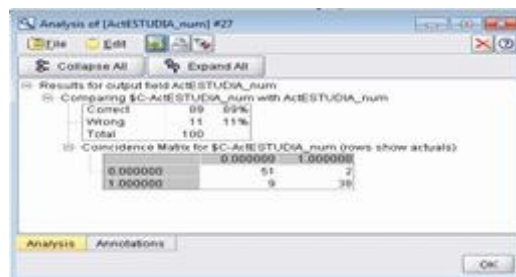 Analysis of [ActESTUDIA_num] #27
File Edit
Collapse All Expand All
Results for output field ActESTUDIA_num
Comparing $C-ActESTUDIA_num with ActESTUDIA_num
Correct 89 89%
Wrong 11 11%
Total 100
Coincidence Matrix for $C-ActESTUDIA_num (rows show actuals)
0.000000 1.000000
0.000000 51 2
1.000000 9 38
Analysis Annotations
OK